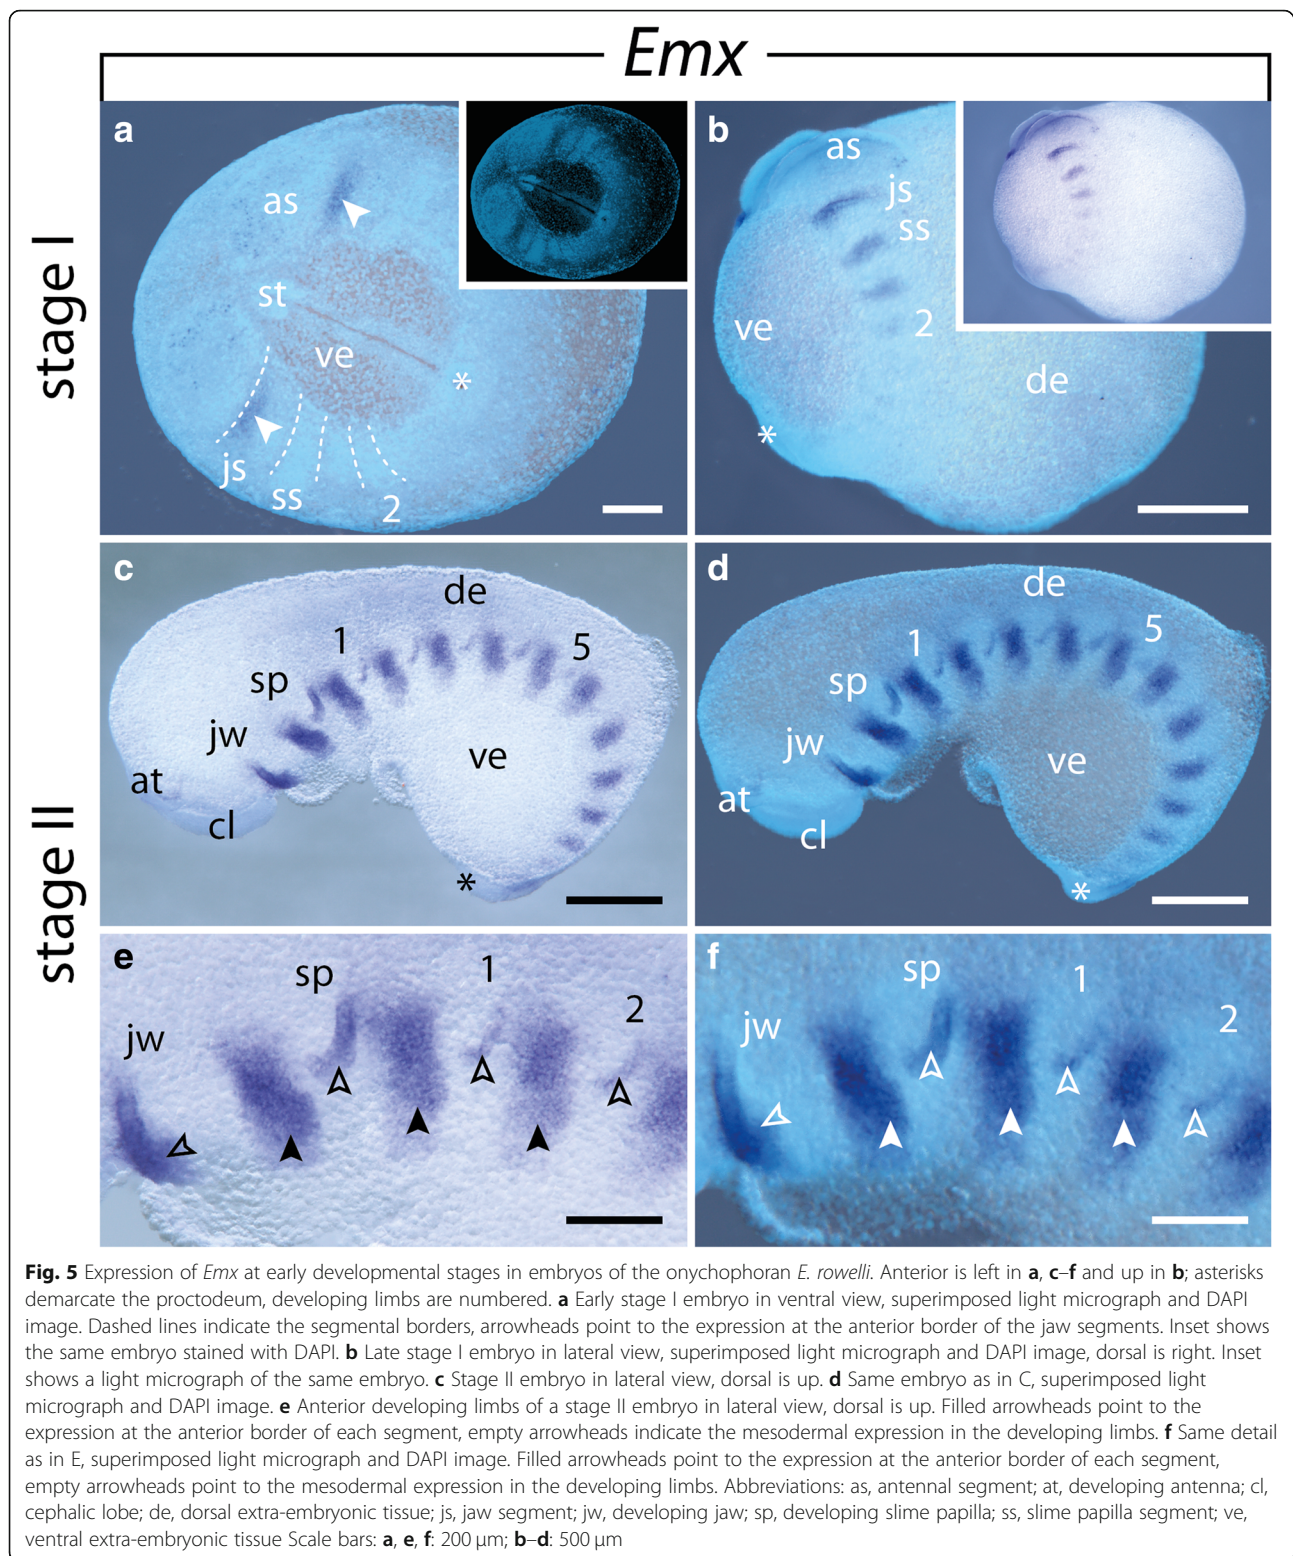 Emx
stage I
a
as
st
ve
*
js
ss
2
b
as
js
ss
2
ve
de
*
stage II
c
de
1
5
sp
jw
ve
at
cl
*
d
de
1
5
sp
jw
ve
at
cl
*
e
sp
1
2
jw
f
sp
1
2
jw
Fig. 5 Expression of Emx at early developmental stages in embryos of the onychophoran E. rowelli. Anterior is left in a, c–f and up in b; asterisks
demarcate the proctodeum, developing limbs are numbered. a Early stage I embryo in ventral view, superimposed light micrograph and DAPI
image. Dashed lines indicate the segmental borders, arrowheads point to the expression at the anterior border of the jaw segments. Inset shows
the same embryo stained with DAPI. b Late stage I embryo in lateral view, superimposed light micrograph and DAPI image, dorsal is right. Inset
shows a light micrograph of the same embryo. c Stage II embryo in lateral view, dorsal is up. d Same embryo as in C, superimposed light
micrograph and DAPI image. e Anterior developing limbs of a stage II embryo in lateral view, dorsal is up. Filled arrowheads point to the
expression at the anterior border of each segment, empty arrowheads indicate the mesodermal expression in the developing limbs. f Same detail
as in E, superimposed light micrograph and DAPI image. Filled arrowheads point to the expression at the anterior border of each segment,
empty arrowheads point to the mesodermal expression in the developing limbs. Abbreviations: as, antennal segment; at, developing antenna; cl,
cephalic lobe; de, dorsal extra-embryonic tissue; js, jaw segment; jw, developing jaw; sp, developing slime papilla; ss, slime papilla segment; ve,
ventral extra-embryonic tissue Scale bars: a, e, f: 200 μm; b–d: 500 μm